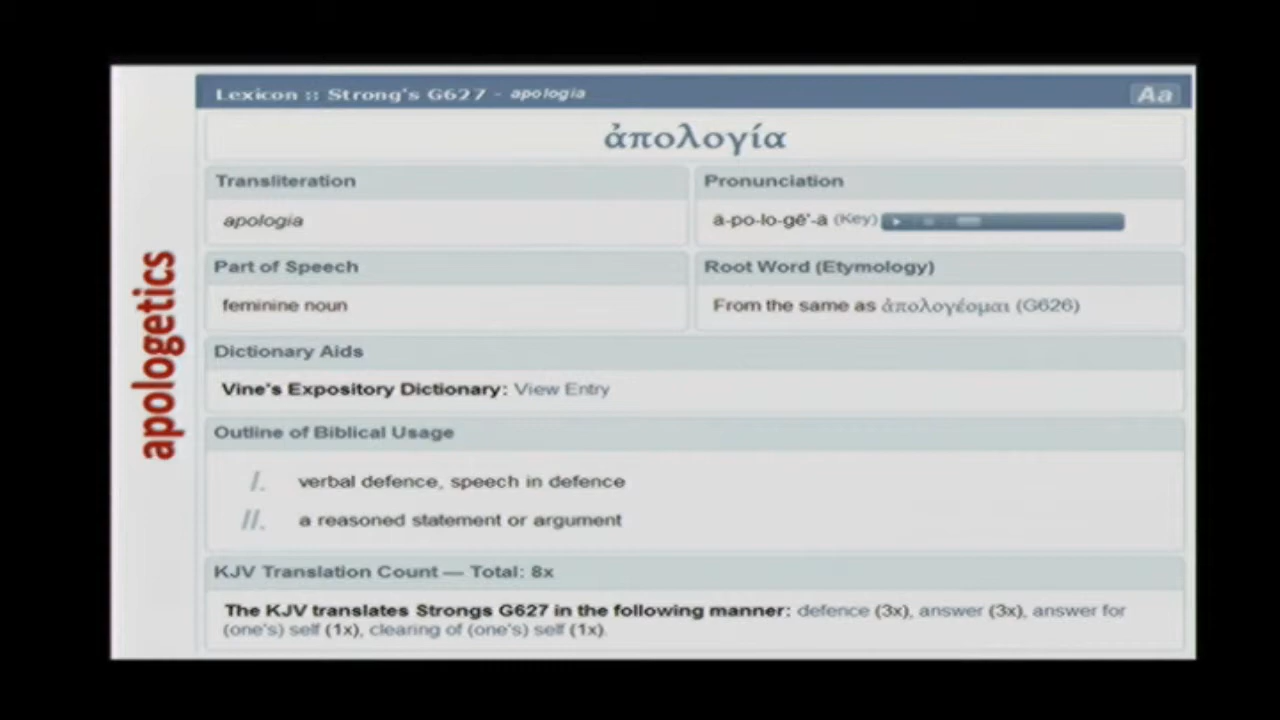 apologetics
Lexicon :: Strong's G627 - apologia
Aa
ἀπολογία
Transliteration
Pronunciation
apologia
ä-po-lo-gē'-ä (Key)
Part of Speech
Root Word (Etymology)
feminine noun
From the same as ἀπολογέομαι (G626)
Dictionary Aids
Vine's Expository Dictionary: View Entry
Outline of Biblical Usage
I. verbal defence, speech in defence
II. a reasoned statement or argument
KJV Translation Count — Total: 8x
The KJV translates Strongs G627 in the following manner: defence (3x), answer (3x), answer for
(one's) self (1x), clearing of (one's) self (1x).